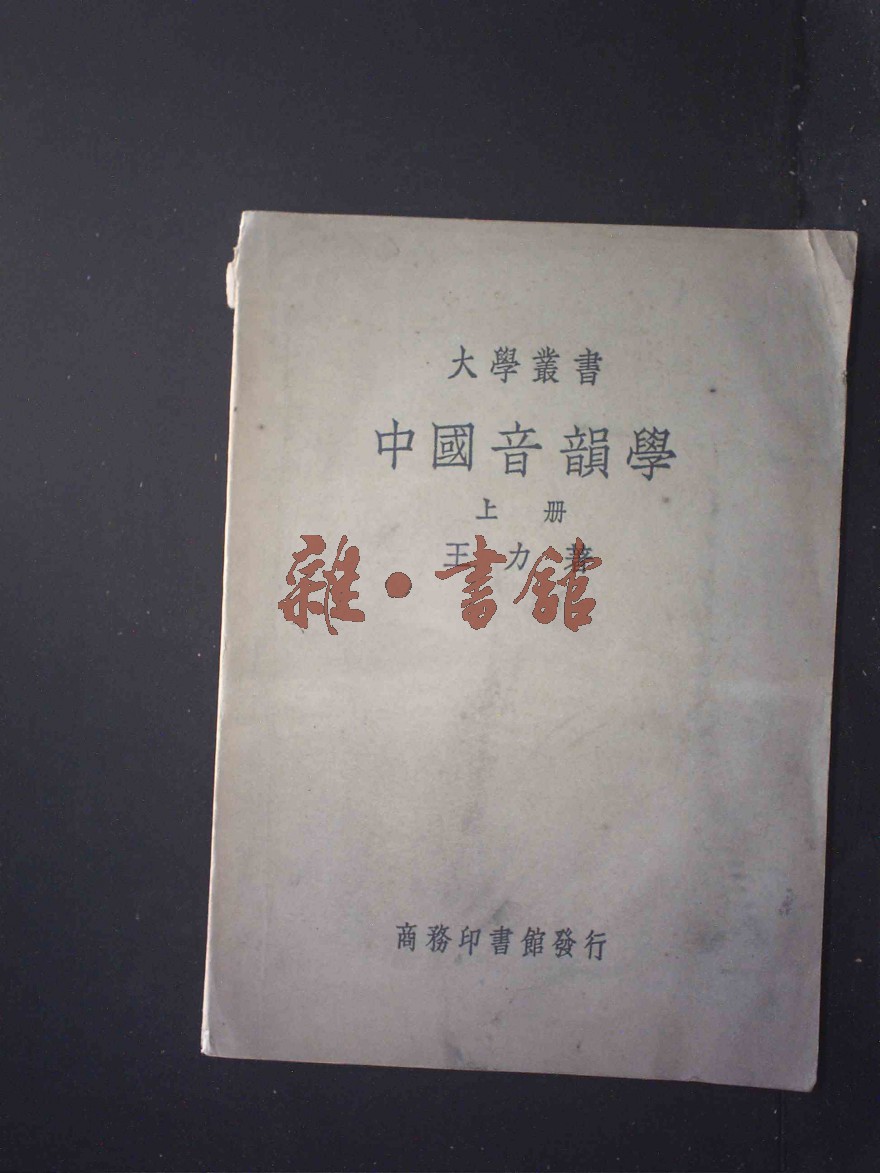 大學叢書
中國音韻學
上册
王力著
雜·書館
商務印書館發行